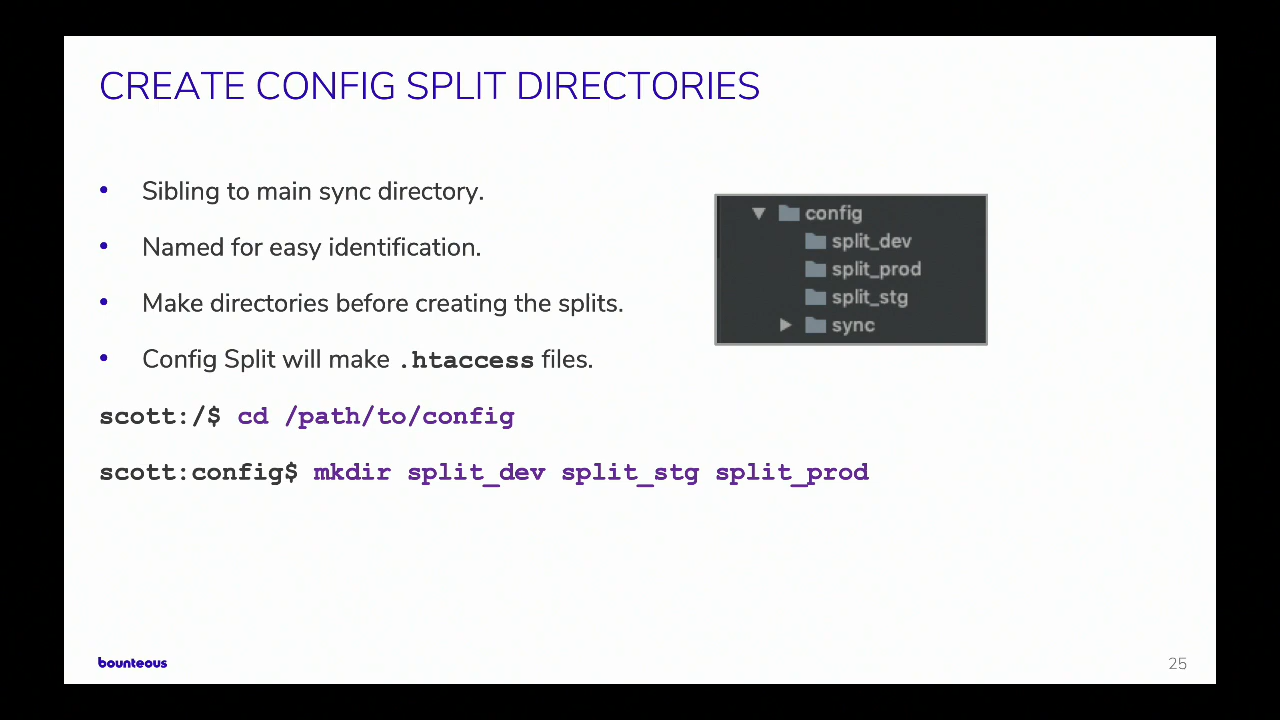 CREATE CONFIG SPLIT DIRECTORIES
• Sibling to main sync directory.
• Named for easy identification.
• Make directories before creating the splits.
• Config Split will make .htaccess files.
scott:/$ cd /path/to/config
scott:config$ mkdir split_dev split_stg split_prod
config
split_dev
split_prod
split_stg
sync
bounteous
25